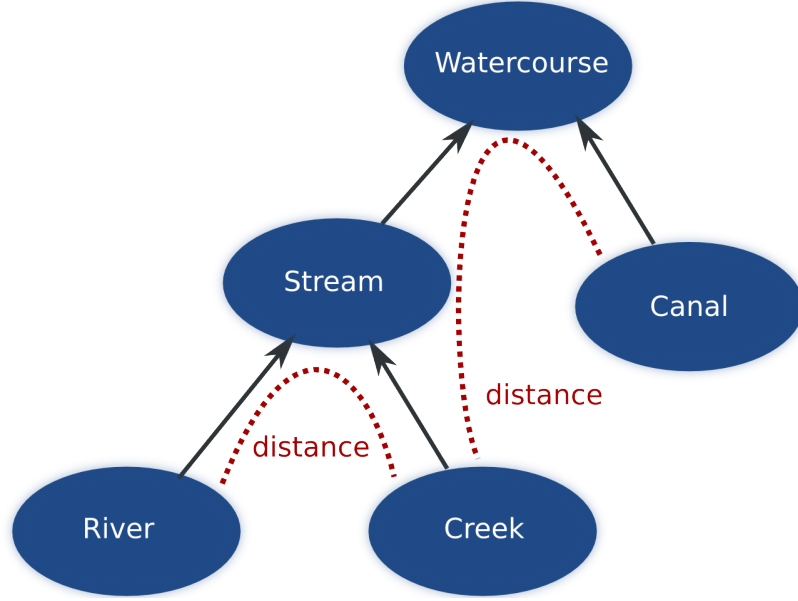 Watercourse
Stream
Canal
distance
distance
River
Creek